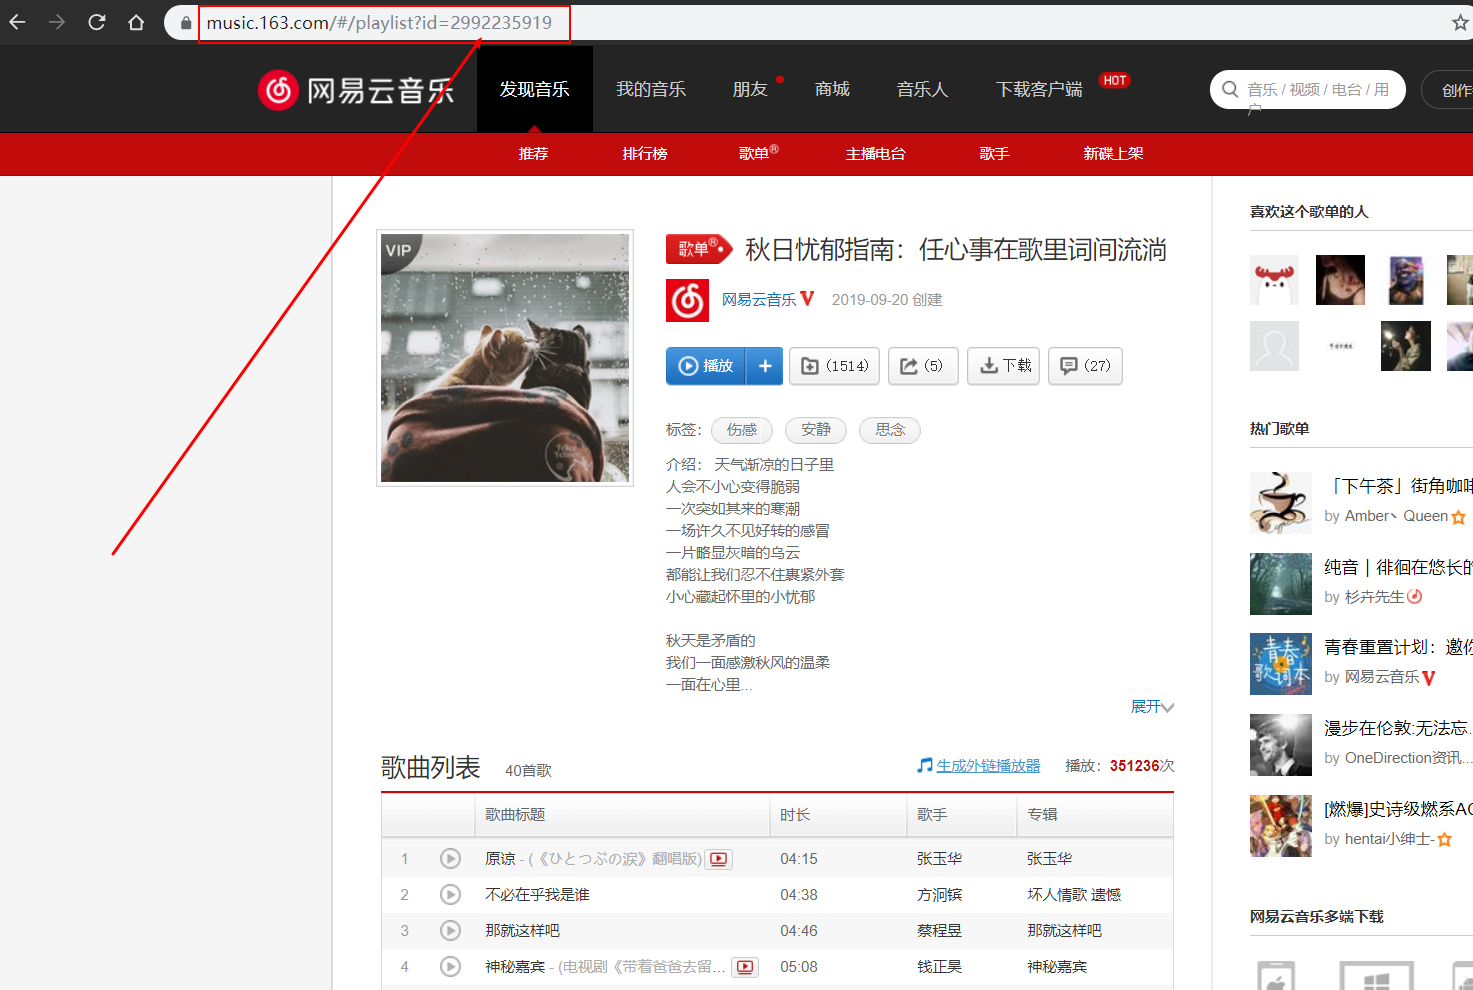 music.163.com/#/playlist?id=2992235919
网易云音乐
发现音乐
我的音乐
朋友
商城
音乐人
下载客户端
HOT
音乐 / 视频 / 电台 / 用户
创作
推荐
排行榜
歌单®
主播电台
歌手
新碟上架
VIP
歌单®
秋日忧郁指南：任心事在歌里词间流淌
网易云音乐 V 2019-09-20 创建
播放 + (1514) (5) 下载 (27)
标签： 伤感 安静 思念
介绍： 天气渐凉的日子里
人会不小心变得脆弱
一次突如其来的寒潮
一场许久不见好转的感冒
一片略显灰暗的乌云
都能让我们忍不住裹紧外套
小心藏起怀里的小忧郁
秋天是矛盾的
我们一面感激秋风的温柔
一面在心里...
展开
歌曲列表 40首歌
生成外链播放器 播放：351236次
歌曲标题 时长 歌手 专辑
1 原谅 - (《ひとつぶの涙》翻唱版) 04:15 张玉华 张玉华
2 不必在乎我是谁 04:38 方泂镔 坏人情歌 遗憾
3 那就这样吧 04:46 蔡程昱 那就这样吧
4 神秘嘉宾 - (电视剧《带着爸爸去留... 05:08 钱正昊 神秘嘉宾
喜欢这个歌单的人
热门歌单
「下午茶」街角咖啡
by Amber丶Queen
纯音｜徘徊在悠长的
by 杉卉先生
青春重置计划：邀你
by 网易云音乐 V
漫步在伦敦:无法忘...
by OneDirection资讯...
[燃爆]史诗级燃系AC
by hentai小绅士-
网易云音乐多端下载